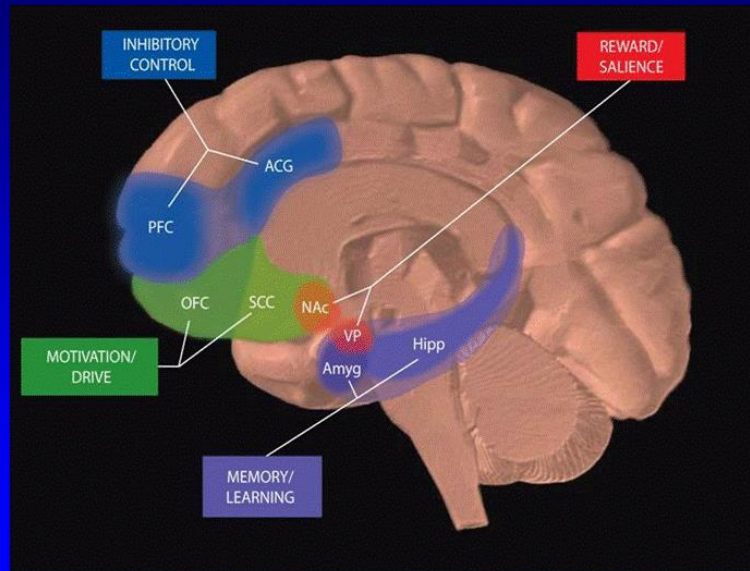 INHIBITORY
CONTROL
REWARD/
SALIENCE
ACG
PFC
OFC
SCC
NAc
VP
Hipp
Amyg
MOTIVATION/
DRIVE
MEMORY/
LEARNING